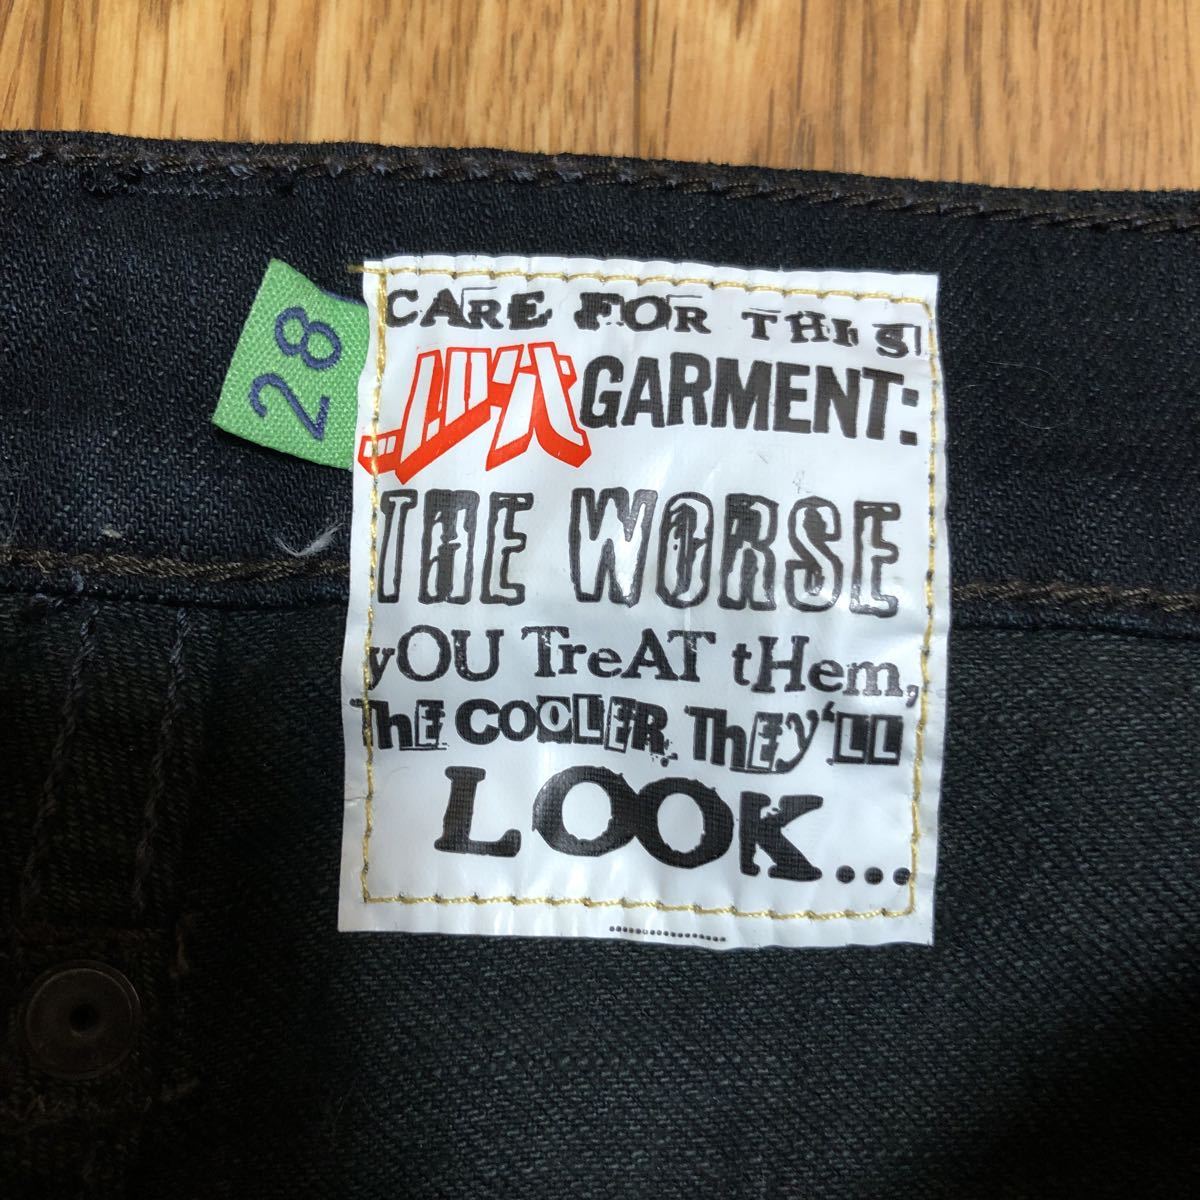 28
CARE FOR THIS
GARMENT:
THE WORSE
yOU TreAT tHem,
THE COOLER THEy'LL
LOOK...